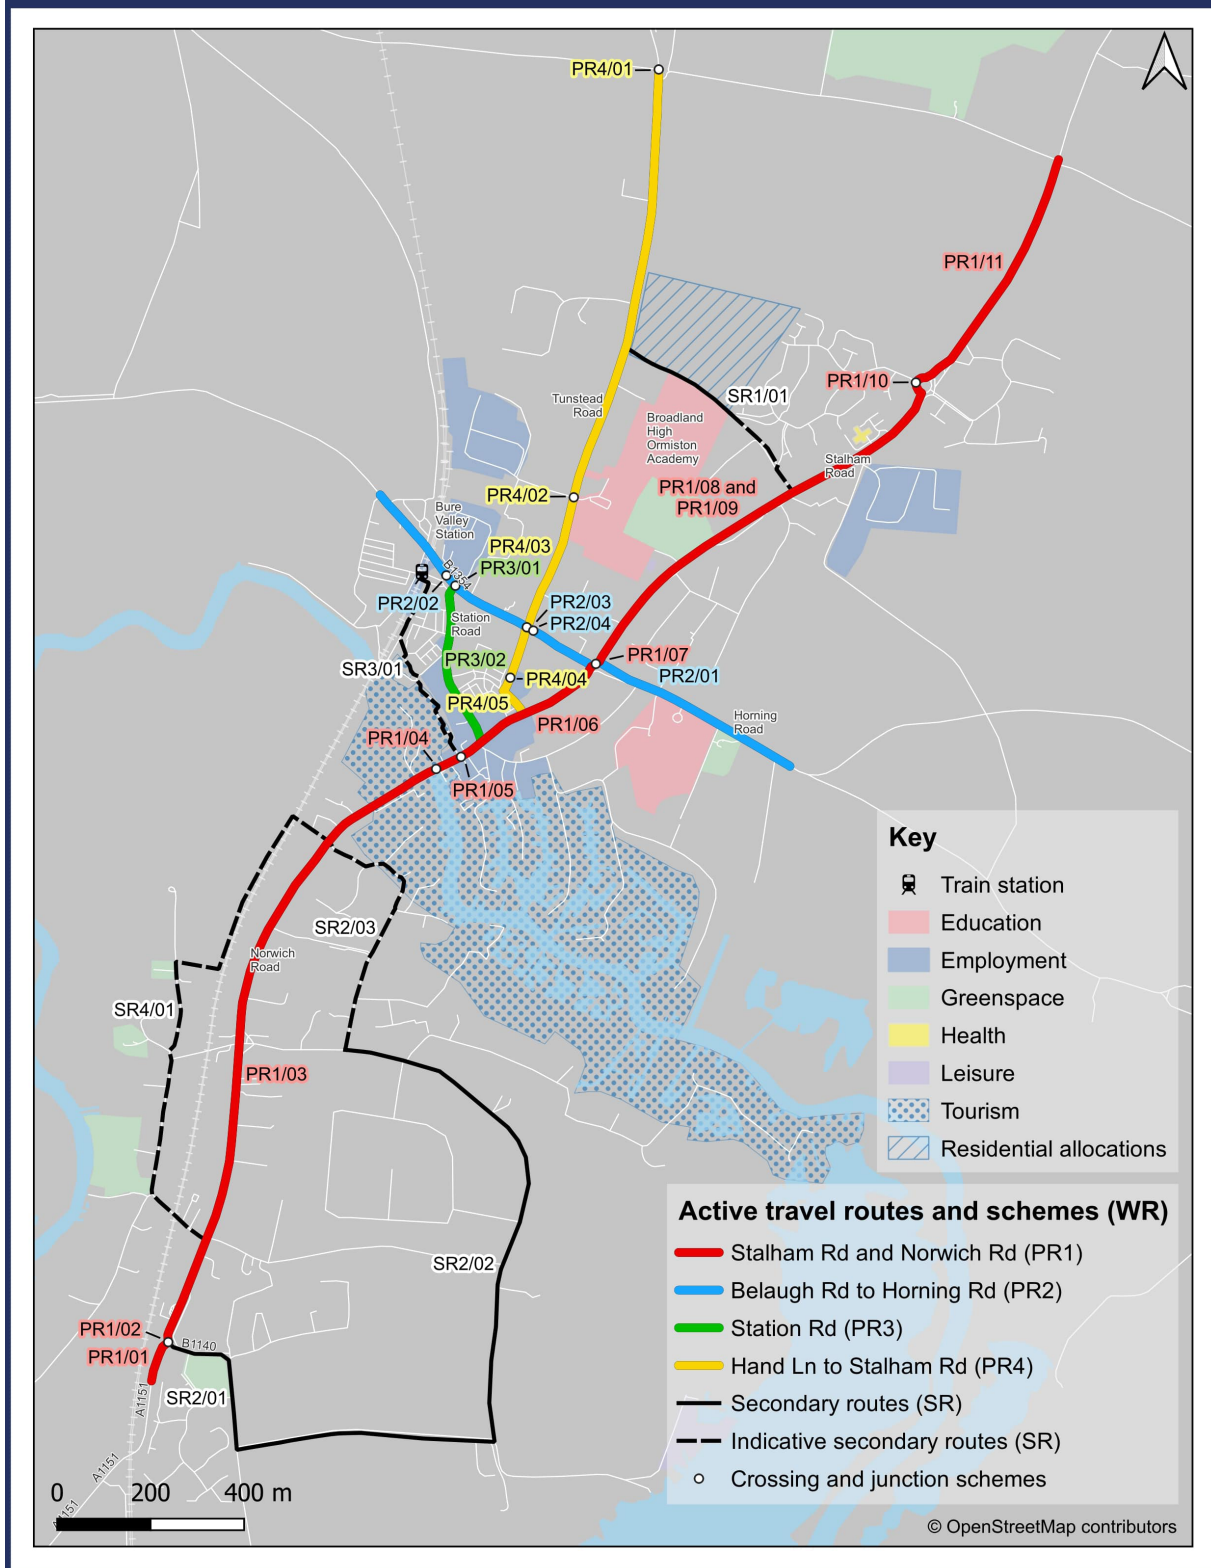 PR4/01
PR1/11
PR1/10
SR1/01
Tunstead
Road
Broadland
High
Ormiston
Academy
Stalham
Road
PR1/08 and
PR1/09
PR4/02
Bure
Valley
Station
PR4/03
PR3/01
B1354
PR2/02
PR2/03
PR2/04
Station
Road
PR3/02
PR1/07
SR3/01
PR4/04
PR2/01
PR4/05
PR1/06
Horning
Road
PR1/04
PR1/05
SR2/03
Norwich
Road
SR4/01
PR1/03
SR2/02
PR1/02
B1140
PR1/01
SR2/01
A1151
A1151
A1151
0 200 400 m
Key
Train station
Education
Employment
Greenspace
Health
Leisure
Tourism
Residential allocations
Active travel routes and schemes (WR)
Stalham Rd and Norwich Rd (PR1)
Belaugh Rd to Horning Rd (PR2)
Station Rd (PR3)
Hand Ln to Stalham Rd (PR4)
Secondary routes (SR)
Indicative secondary routes (SR)
Crossing and junction schemes
© OpenStreetMap contributors